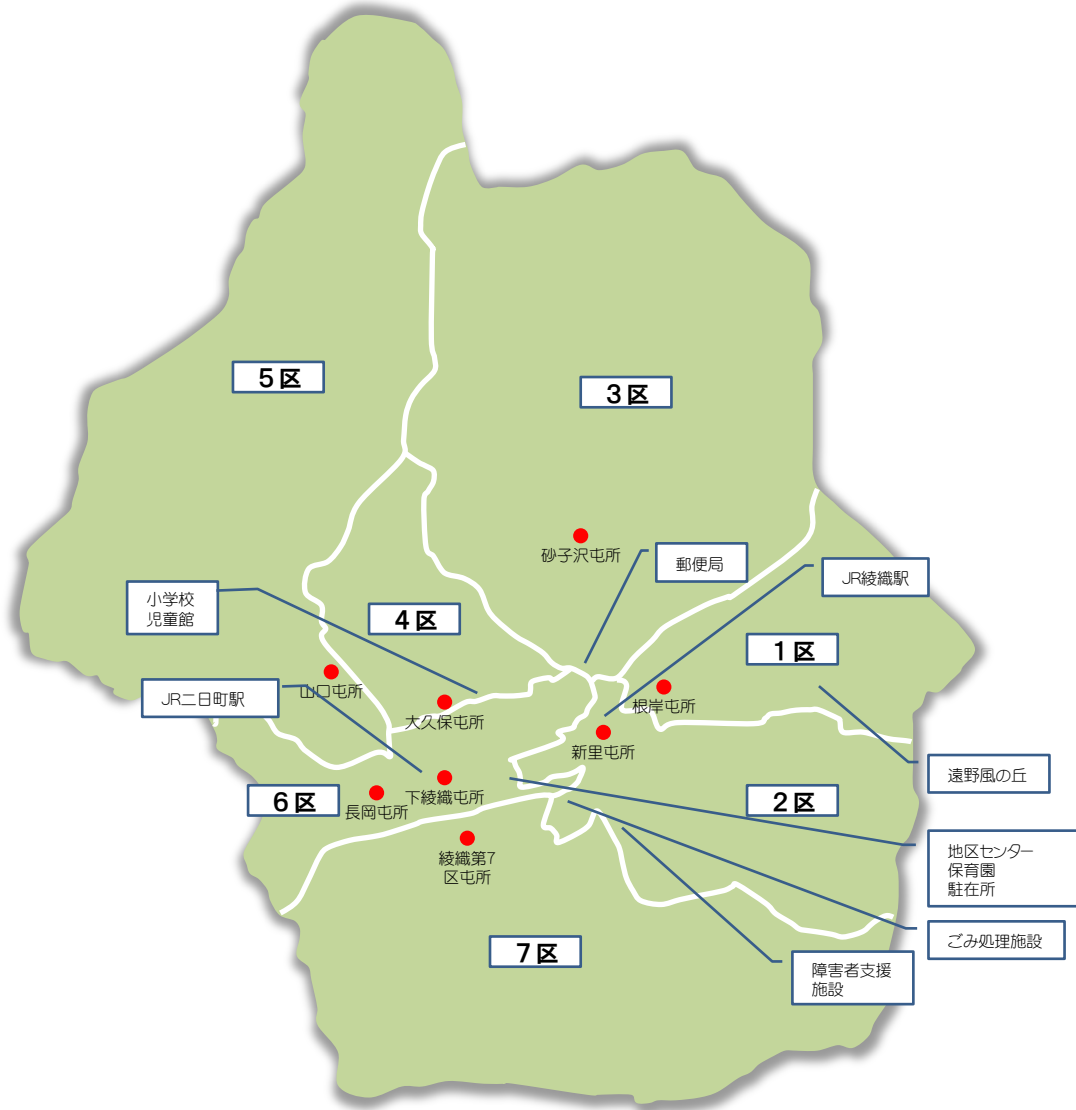 5区
3区
砂子沢屯所
郵便局
JR綾織駅
小学校
児童館
4区
1区
山口屯所
JR二日町駅
大久保屯所
根岸屯所
新里屯所
遠野風の丘
6区
長岡屯所
下綾織屯所
2区
綾織第7
区屯所
地区センター
保育園
駐在所
ごみ処理施設
7区
障害者支援
施設